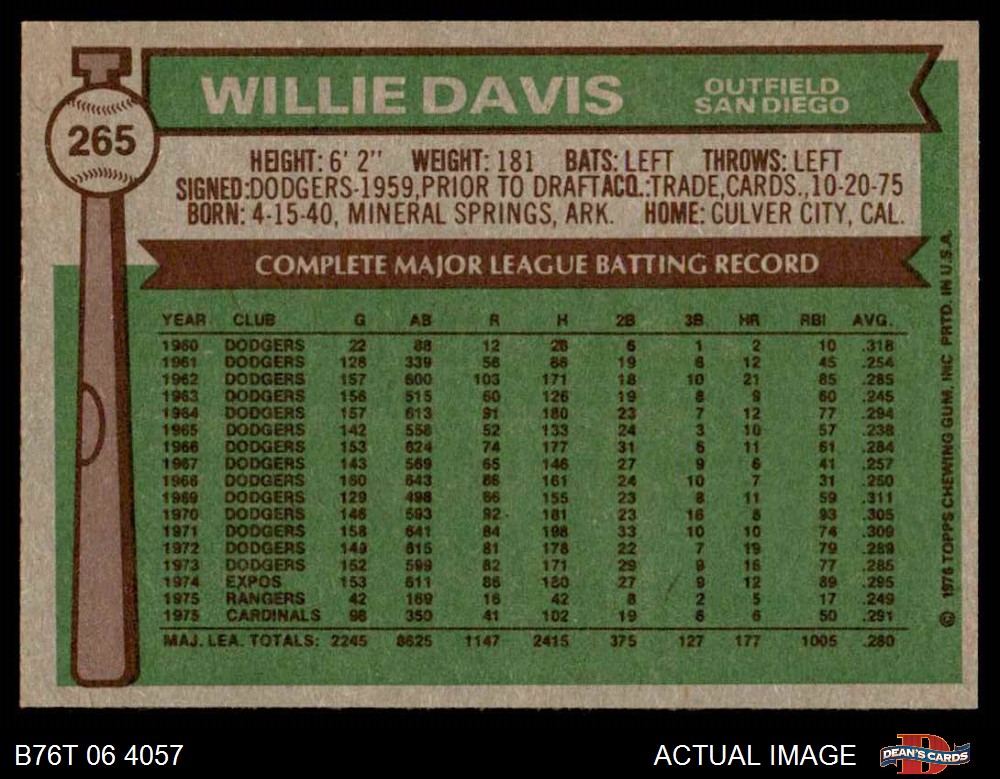 265
WILLIE DAVIS
OUTFIELD
SAN DIEGO
HEIGHT: 6' 2" WEIGHT: 181 BATS: LEFT THROWS: LEFT
SIGNED: DODGERS-1959, PRIOR TO DRAFT ACQ.: TRADE, CARDS., 10-20-75
BORN: 4-15-40, MINERAL SPRINGS, ARK. HOME: CULVER CITY, CAL.
COMPLETE MAJOR LEAGUE BATTING RECORD
YEAR CLUB G AB R H 2B 3B HR RBI AVG.
1960 DODGERS 22 88 12 28 6 1 2 10 .318
1961 DODGERS 128 339 56 86 19 6 12 45 .254
1962 DODGERS 157 600 103 171 18 10 21 85 .285
1963 DODGERS 156 515 60 126 19 8 9 60 .245
1964 DODGERS 157 613 91 180 23 7 12 77 .294
1965 DODGERS 142 558 52 133 24 3 10 57 .238
1966 DODGERS 153 624 74 177 31 6 11 61 .284
1967 DODGERS 143 569 65 146 27 9 6 41 .257
1968 DODGERS 160 643 86 161 24 10 7 31 .250
1969 DODGERS 129 498 66 155 23 8 11 59 .311
1970 DODGERS 146 593 92 181 23 16 8 93 .305
1971 DODGERS 158 641 84 198 33 10 10 74 .309
1972 DODGERS 149 615 81 178 22 7 19 79 .289
1973 DODGERS 152 599 82 171 29 9 16 77 .285
1974 EXPOS 153 611 86 180 27 9 12 89 .295
1975 RANGERS 42 169 16 42 8 2 5 17 .249
1975 CARDINALS 98 350 41 102 19 6 6 50 .291
MAJ. LEA. TOTALS: 2245 8625 1147 2415 375 127 177 1005 .280
© 1976 TOPPS CHEWING GUM, INC PRTD. IN U.S.A.
B76T 06 4057
ACTUAL IMAGE
D
DEAN'S CARDS